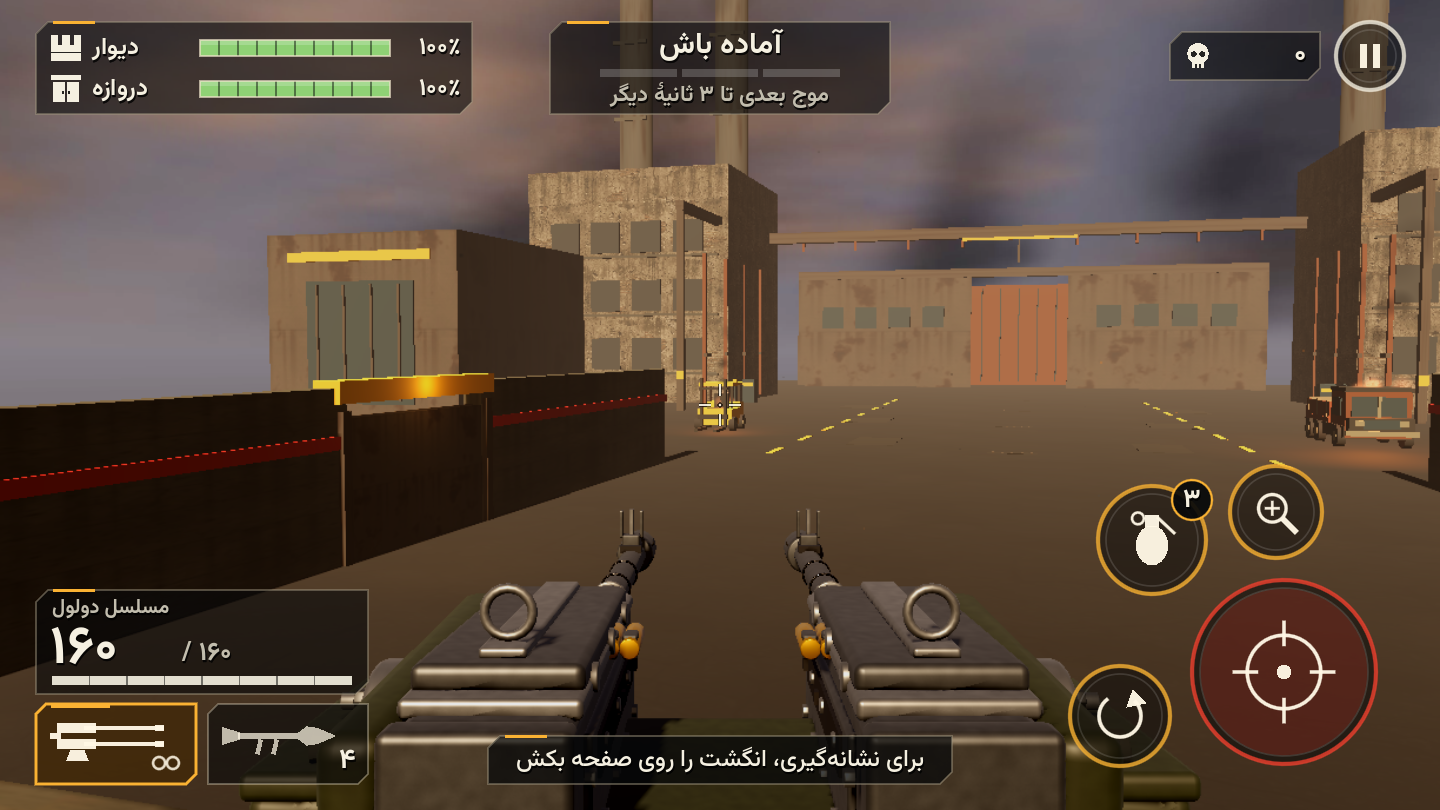 دیوار ۱۰۰٪
دروازه ۱۰۰٪
آماده باش
موج بعدی تا ۳ ثانیهٔ دیگر
۰
۳
مسلسل دولول
۱۶۰ / ۱۶۰
∞
۴
برای نشانه‌گیری، انگشت را روی صفحه بکش